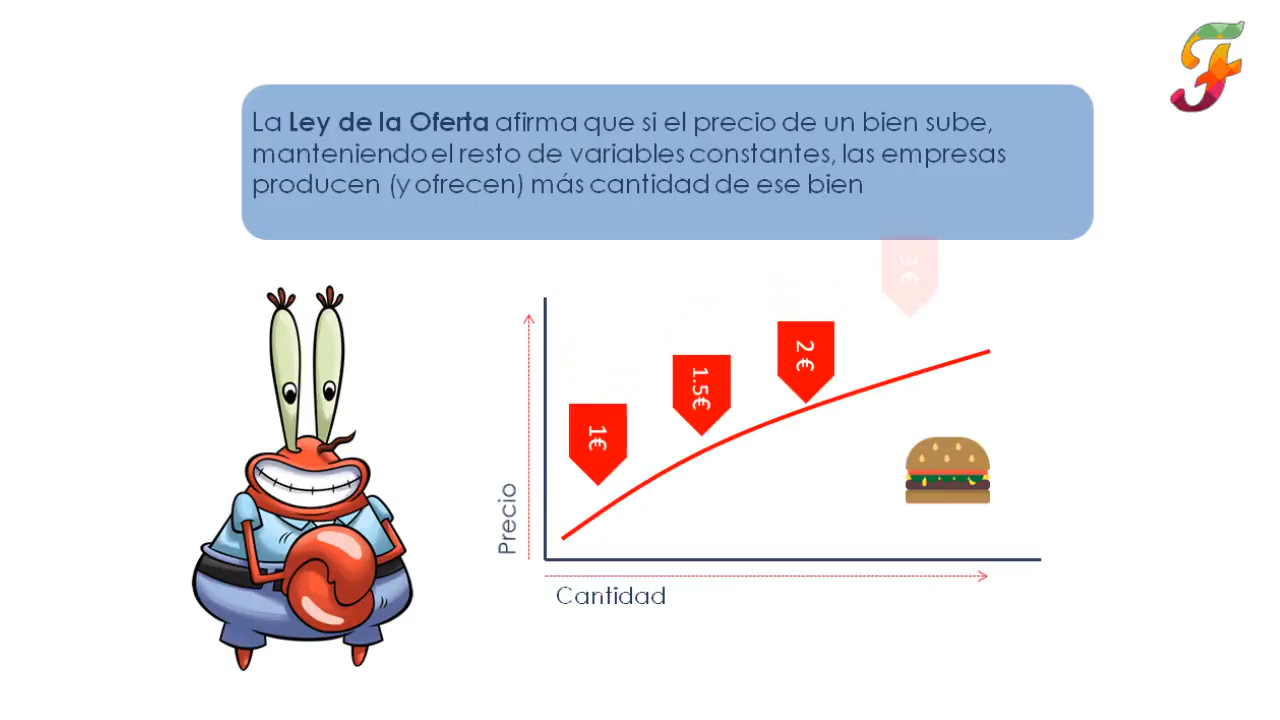 La Ley de la Oferta afirma que si el precio de un bien sube,
manteniendo el resto de variables constantes, las empresas
producen (y ofrecen) más cantidad de ese bien
3€
2€
1.5€
1€
Precio
Cantidad